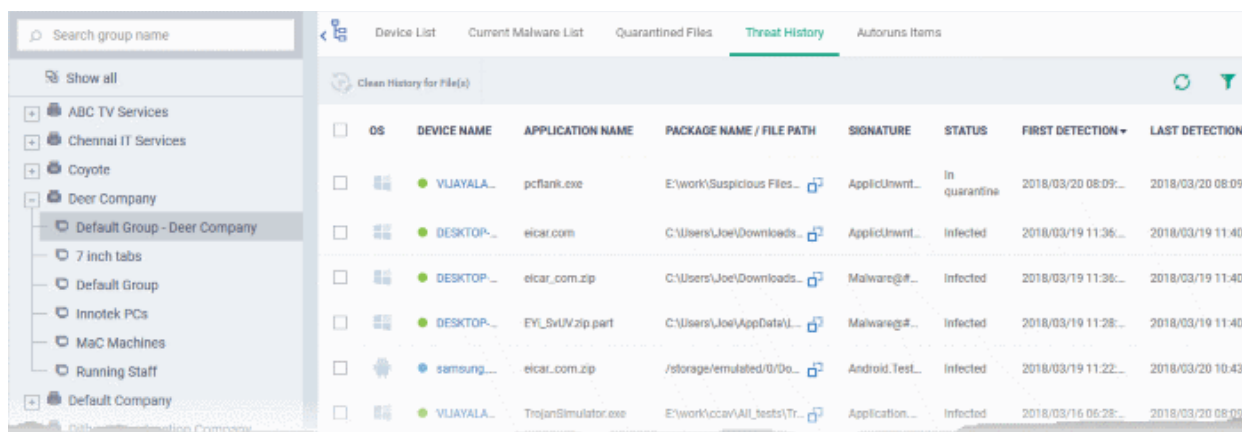 Search group name
Show all
ABC TV Services
Chennai IT Services
Coyote
Deer Company
Default Group - Deer Company
7 inch tabs
Default Group
Innotek PCs
MaC Machines
Running Staff
Default Company
Device List Current Malware List Quarantined Files Threat History Autoruns Items
Clean History for File(s)
OS DEVICE NAME APPLICATION NAME PACKAGE NAME / FILE PATH SIGNATURE STATUS FIRST DETECTION LAST DETECTION
VIJAYALA... pcflank.exe E:\work\Suspicious Files... ApplicUnwnt... In quarantine 2018/03/20 08:09:... 2018/03/20 08:09
DESKTOP-... eicar.com C:\Users\Joe\Downloads... ApplicUnwnt... Infected 2018/03/19 11:36:... 2018/03/19 11:40
DESKTOP-... eicar_com.zip C:\Users\Joe\Downloads... Malware@#... Infected 2018/03/19 11:36:... 2018/03/19 11:40
DESKTOP-... EYi_SxUV.zip.part C:\Users\Joe\AppData\L... Malware@#... Infected 2018/03/19 11:28:... 2018/03/19 11:40
samsung.... eicar_com.zip /storage/emulated/0/Do... Android.Test... Infected 2018/03/19 11:22:... 2018/03/20 10:43
VIJAYALA... TrojanSimulator.exe E:\work\ccav\All_tests\Tr... Application.... Infected 2018/03/16 06:28:... 2018/03/20 08:09